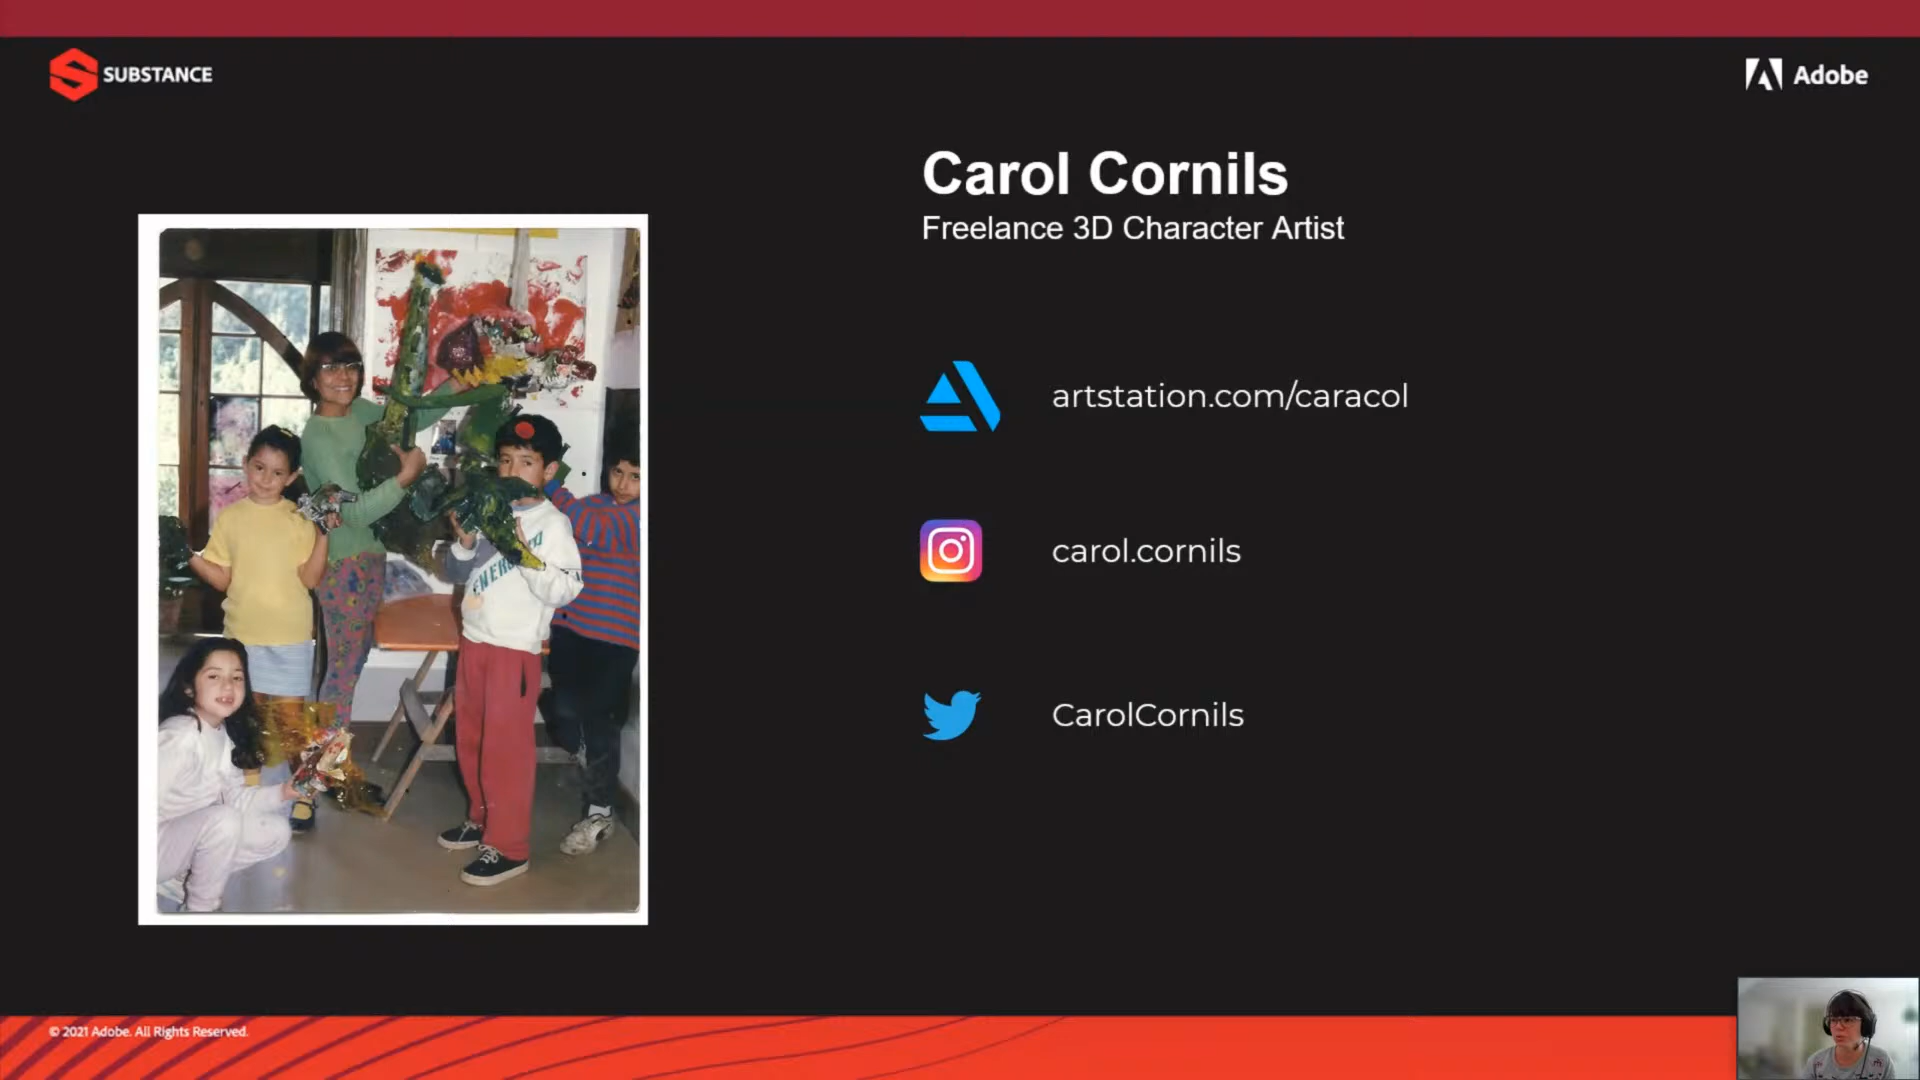 SUBSTANCE
Adobe
Carol Cornils
Freelance 3D Character Artist
artstation.com/caracol
carol.cornils
CarolCornils
© 2021 Adobe. All Rights Reserved.